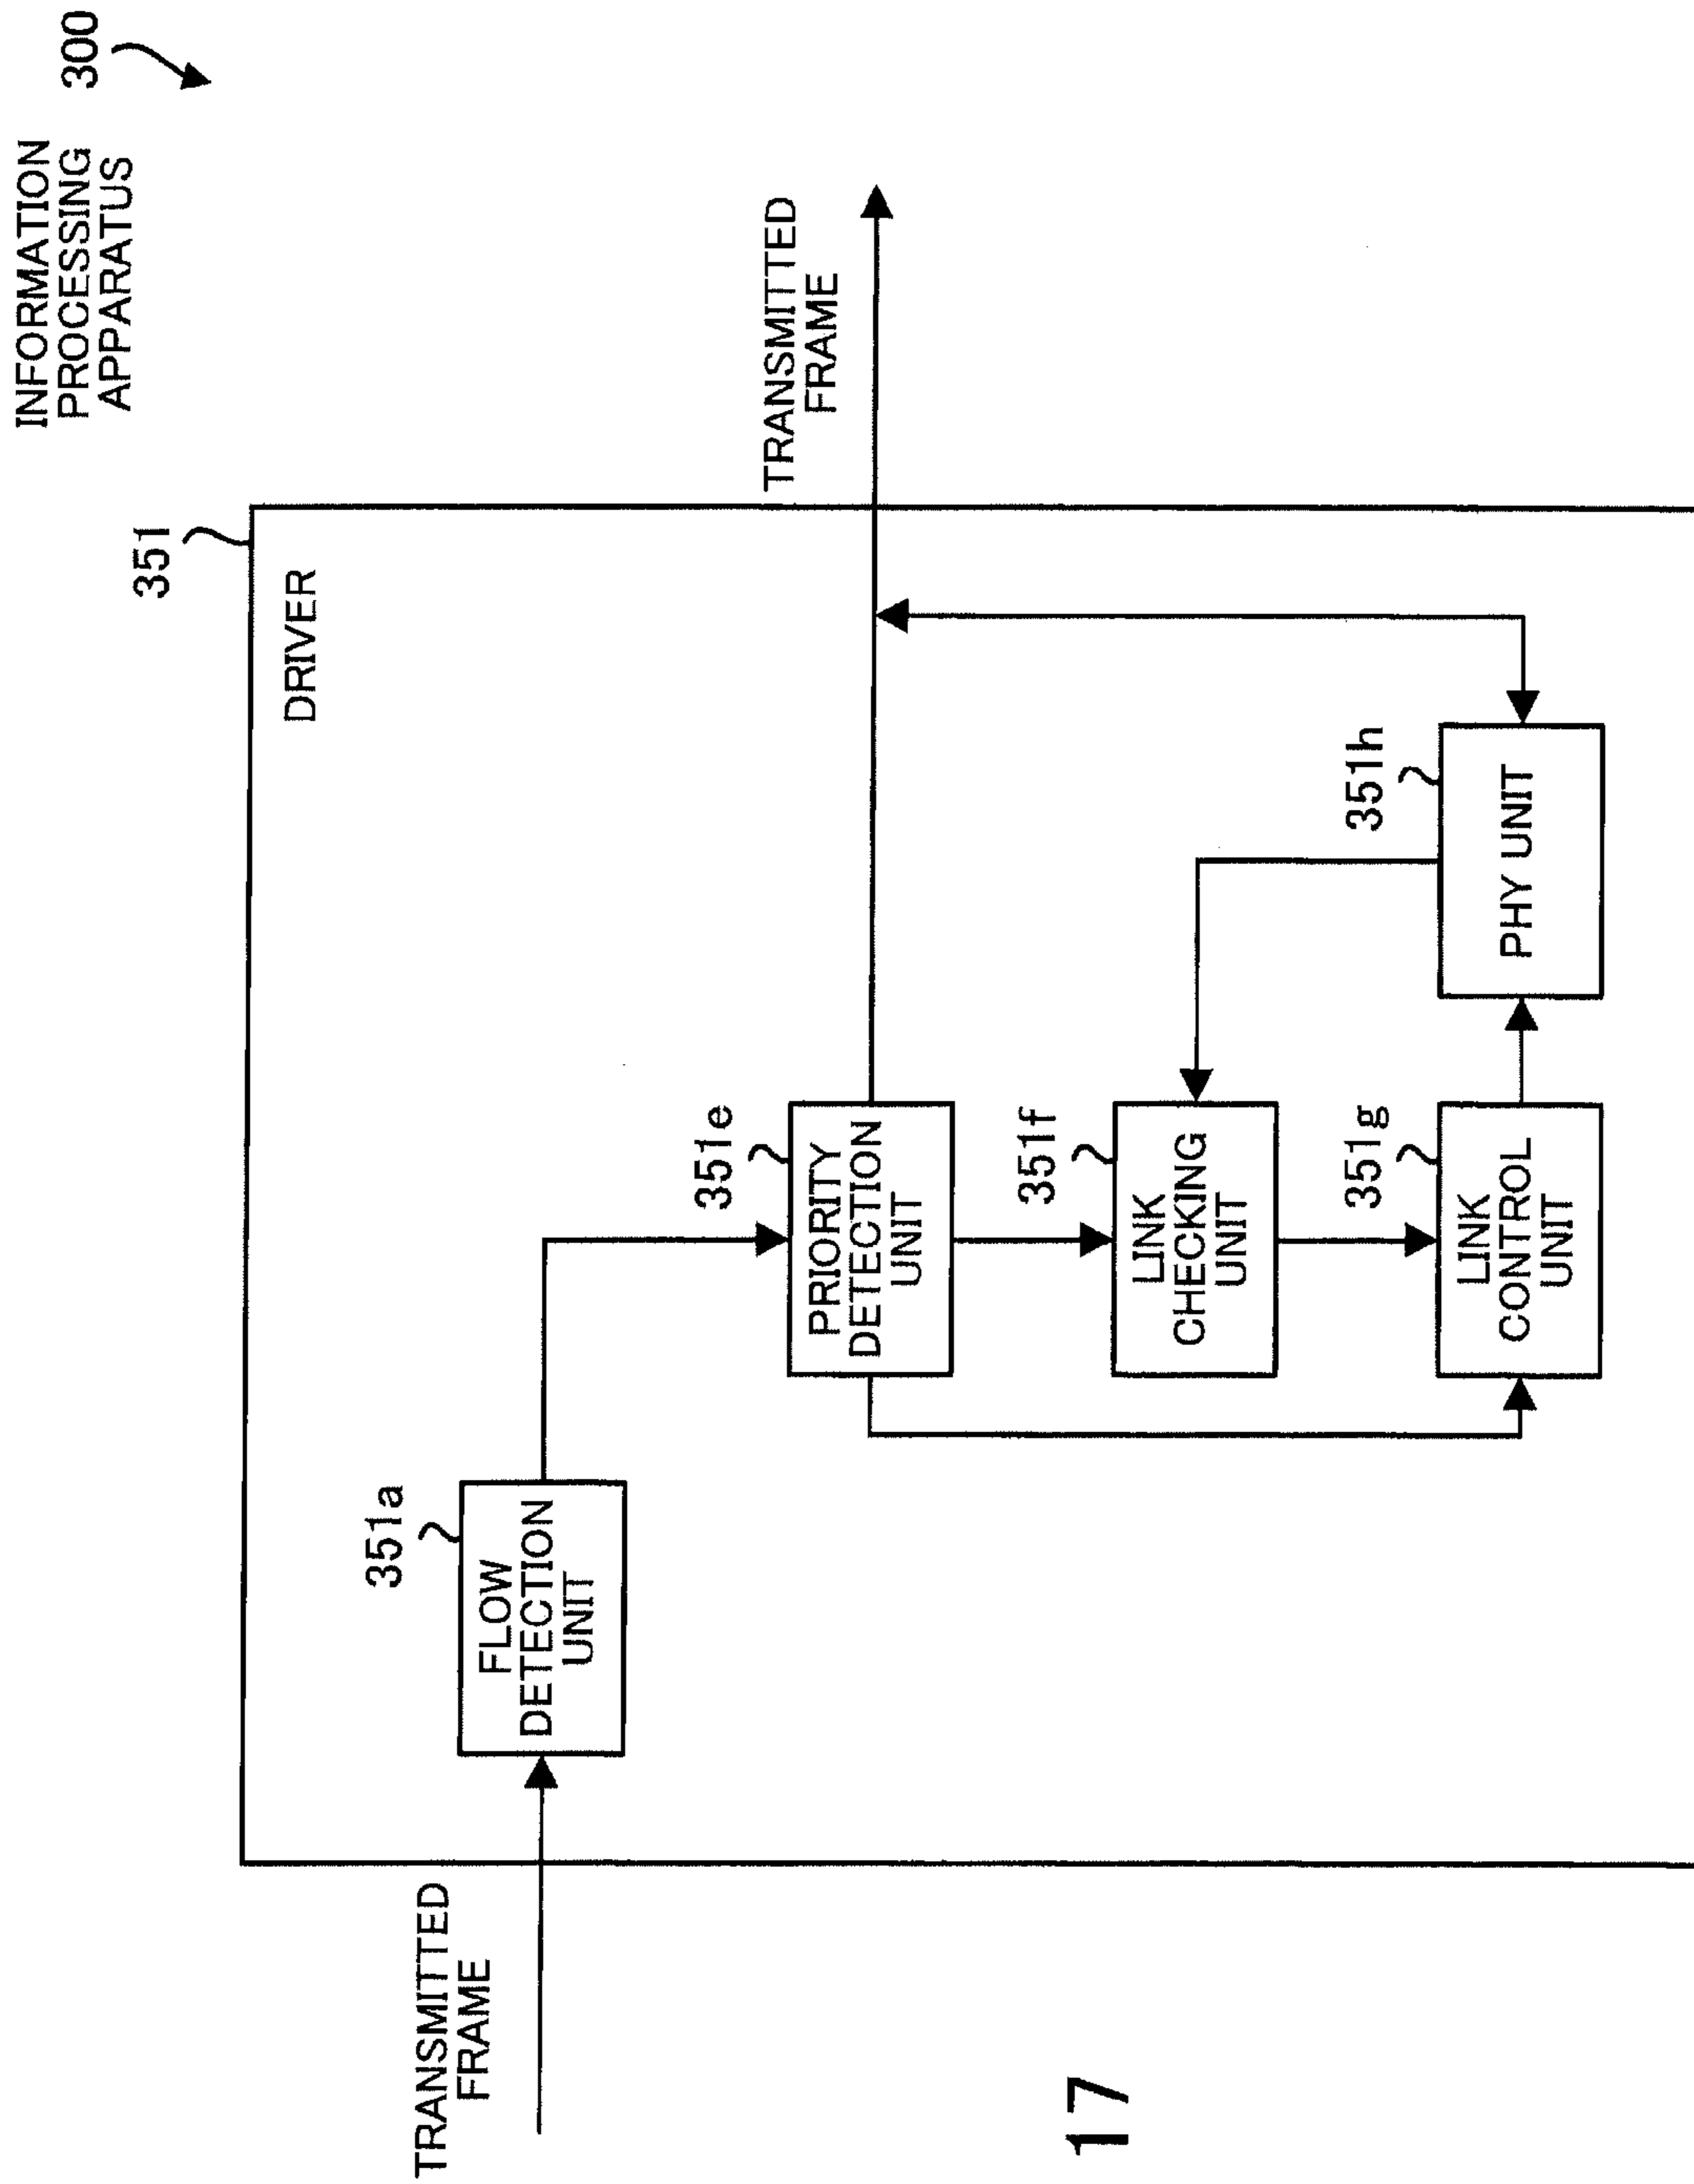 INFORMATION
PROCESSING
APPARATUS
300
351
DRIVER
TRANSMITTED
FRAME
351a
FLOW
DETECTION
UNIT
TRANSMITTED
FRAME
351e
PRIORITY
DETECTION
UNIT
351f
LINK
CHECKING
UNIT
351g
LINK
CONTROL
UNIT
351h
PHY UNIT
17